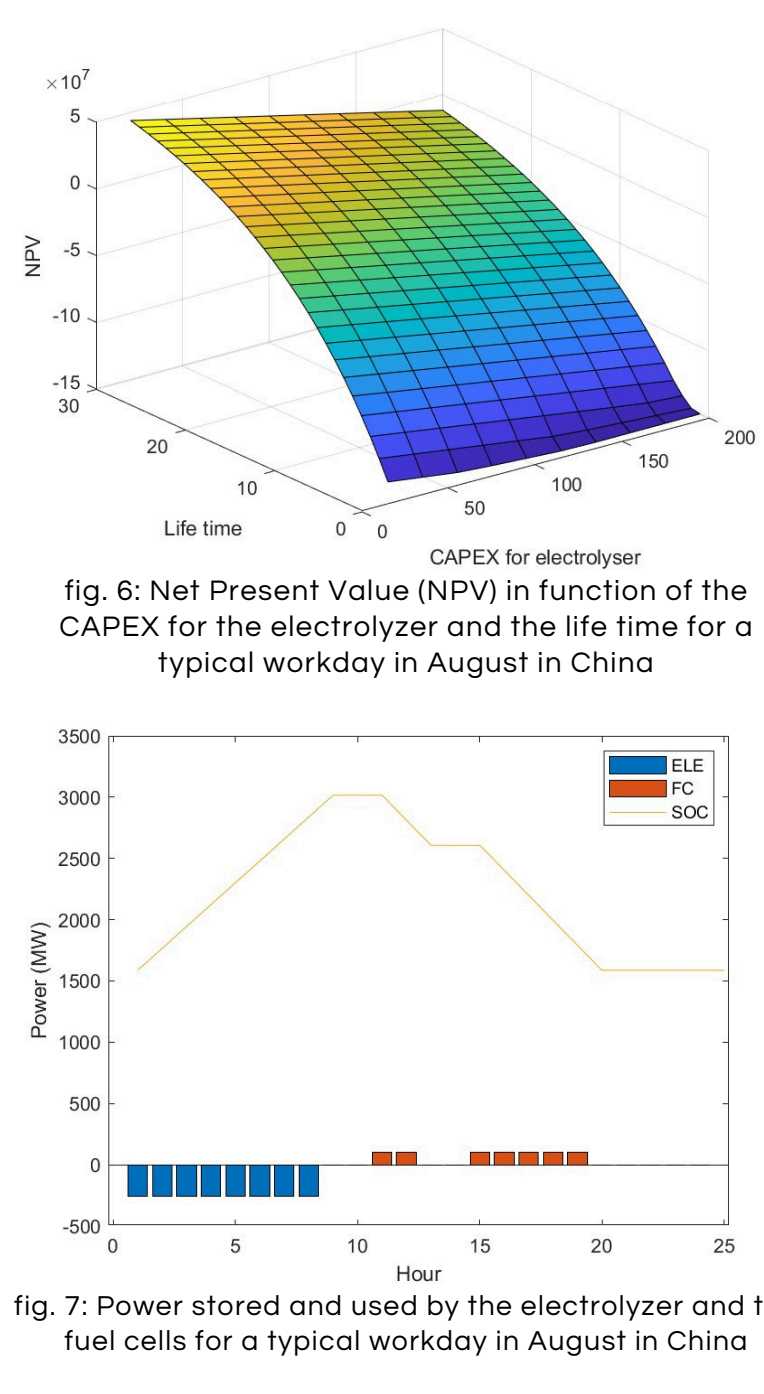 ×10⁷
5
0
-5
-10
-15
NPV
30
20
10
0
Life time
0
50
100
150
200
CAPEX for electrolyser
fig. 6: Net Present Value (NPV) in function of the
CAPEX for the electrolyzer and the life time for a
typical workday in August in China
3500
3000
2500
2000
1500
1000
500
0
-500
Power (MW)
ELE
FC
SOC
0 5 10 15 20 25
Hour
fig. 7: Power stored and used by the electrolyzer and t
fuel cells for a typical workday in August in China